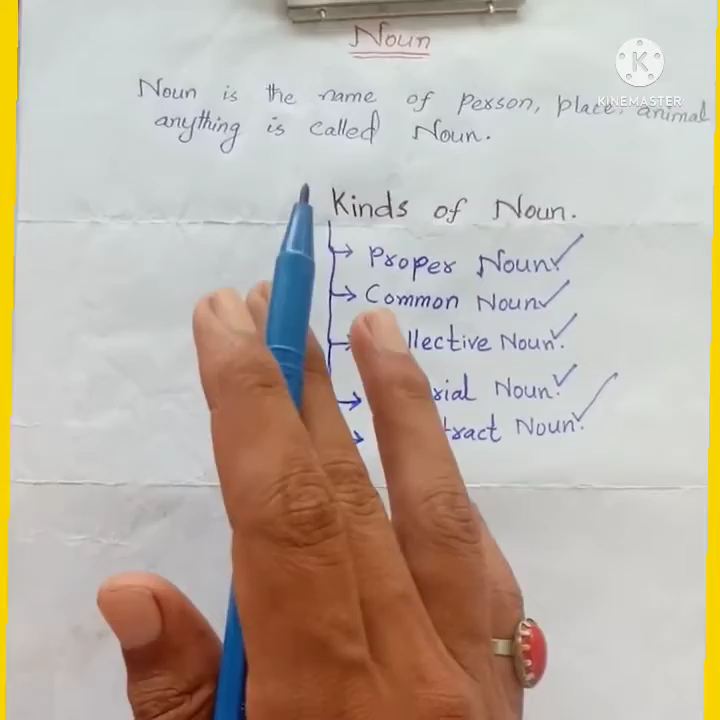 Noun
KINEMASTER
Noun is the name of person, place, animal
anything is called Noun.
Kinds of Noun.
Proper Noun.
Common Noun
llective Noun.
rial Noun.
tract Noun.